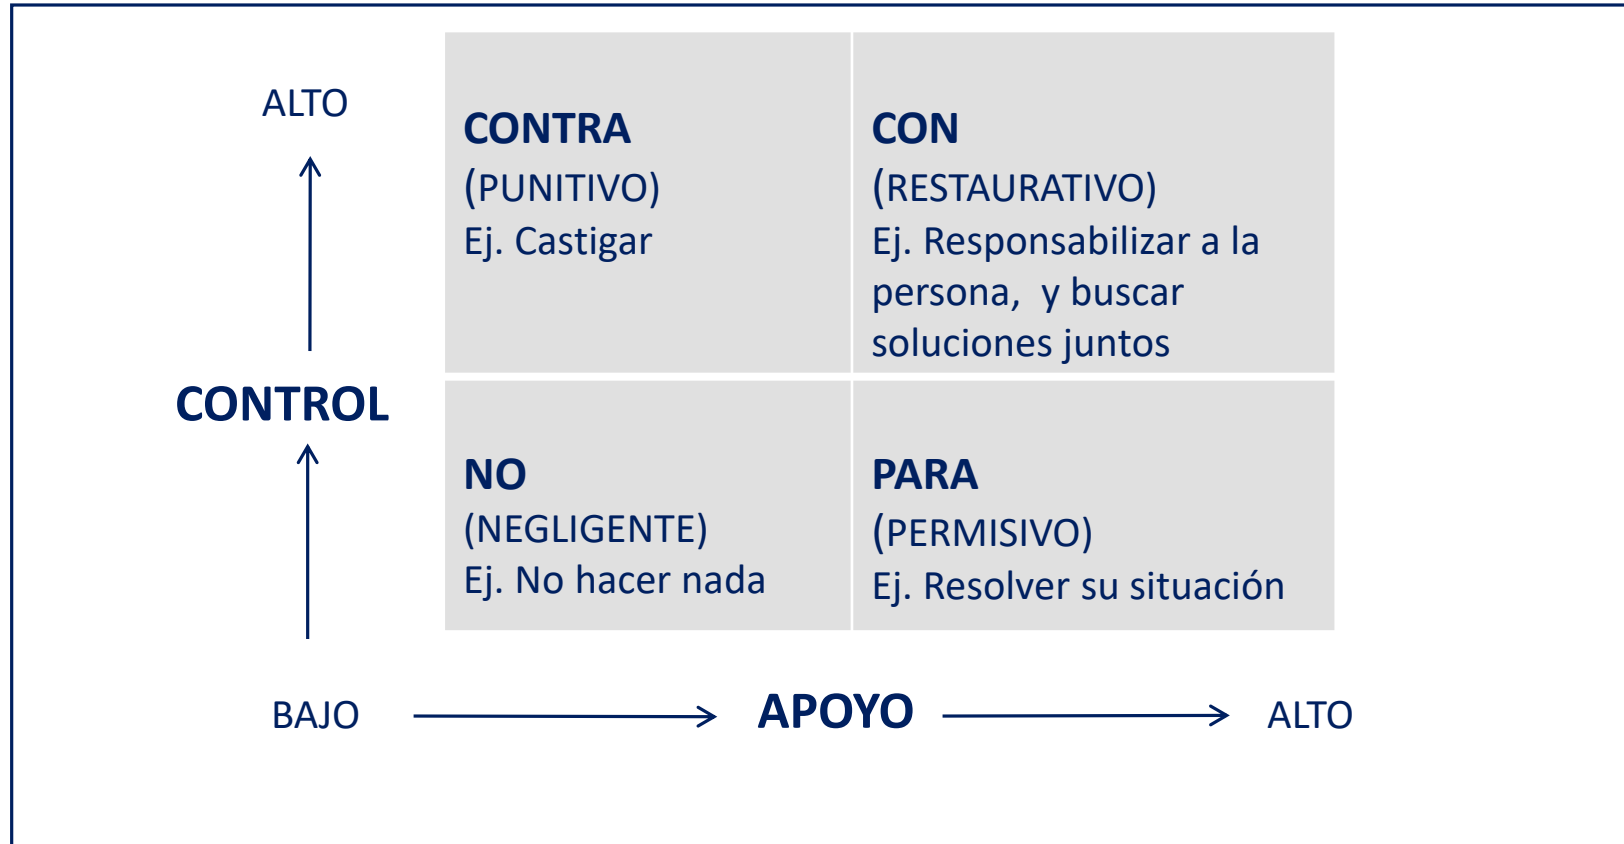 ALTO
CONTRA
(PUNITIVO)
Ej. Castigar
CON
(RESTAURATIVO)
Ej. Responsabilizar a la
persona,  y buscar
soluciones juntos
CONTROL
NO
(NEGLIGENTE)
Ej. No hacer nada
PARA
(PERMISIVO)
Ej. Resolver su situación
BAJO
APOYO
ALTO